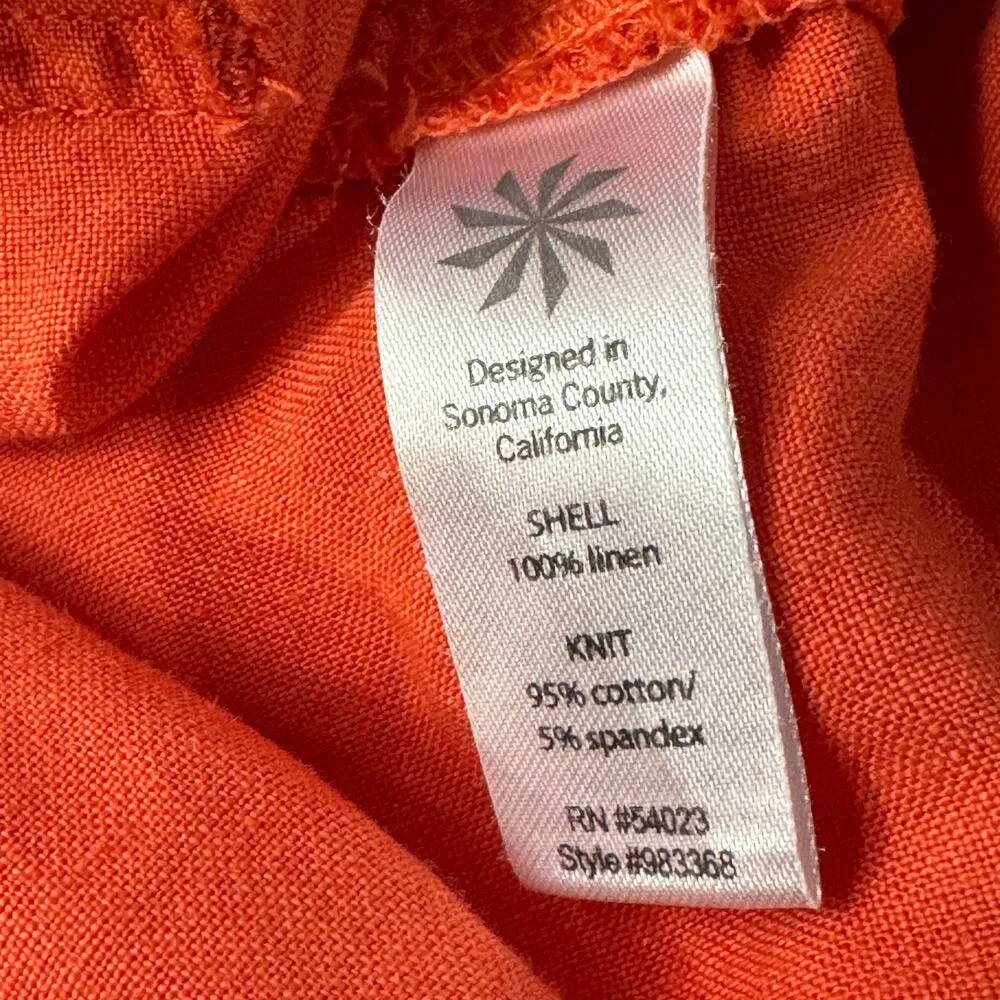 Designed in
Sonoma County,
California
SHELL
100% linen
KNIT
95% cotton/
5% spandex
RN #54023
Style #983368